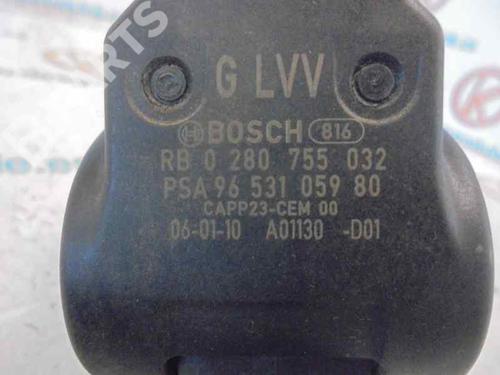 G LVV
BOSCH 816
RB 0 280 755 032
PSA 96 531 059 80
CAPP23-CEM 00
06-01-10 A01130 -D01
PARTS